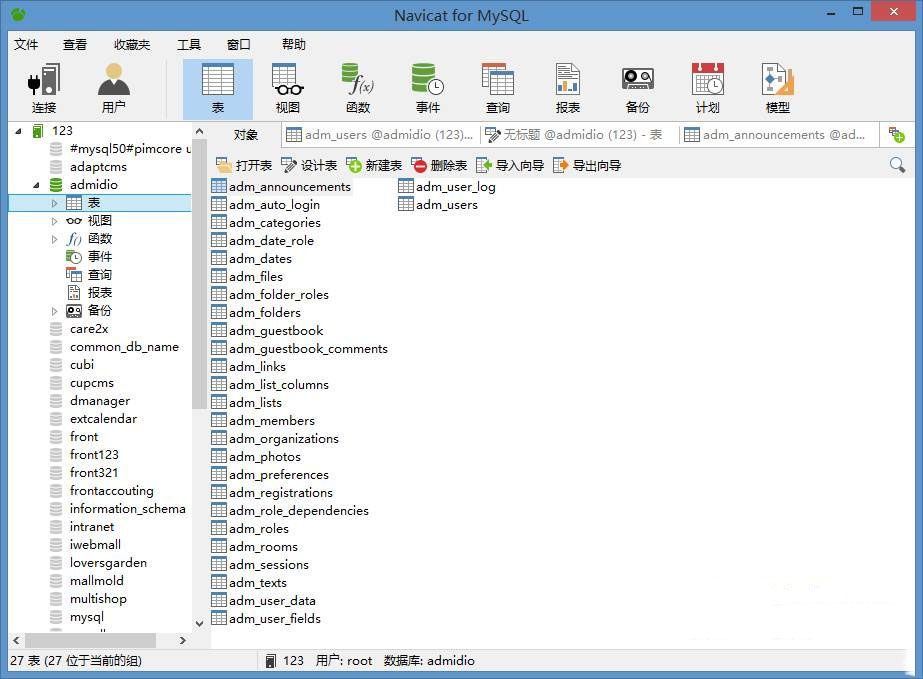 Navicat for MySQL
文件 查看 收藏夹 工具 窗口 帮助
连接 用户 表 视图 函数 事件 查询 报表 备份 计划 模型
对象 adm_users @admidio (123)... 无标题 @admidio (123) - 表 adm_announcements @ad...
打开表 设计表 新建表 删除表 导入向导 导出向导
123
#mysql50#pimcore u
adaptcms
admidio
表
视图
函数
事件
查询
报表
备份
care2x
common_db_name
cubi
cupcms
dmanager
extcalendar
front
front123
front321
frontaccouting
information_schema
intranet
iwebmall
loversgarden
mallmold
multishop
mysql
adm_announcements
adm_auto_login
adm_categories
adm_date_role
adm_dates
adm_files
adm_folder_roles
adm_folders
adm_guestbook
adm_guestbook_comments
adm_links
adm_list_columns
adm_lists
adm_members
adm_organizations
adm_photos
adm_preferences
adm_registrations
adm_role_dependencies
adm_roles
adm_rooms
adm_sessions
adm_texts
adm_user_data
adm_user_fields
adm_user_log
adm_users
27 表 (27 位于当前的组) 123 用户: root 数据库: admidio